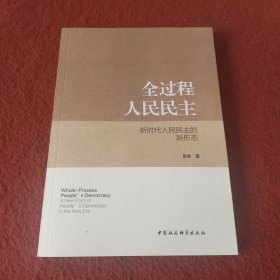 全过程
人民民主
新时代人民民主的
新形态
著
Whole-Process
People's Democracy
A New Form of
People's Democracy
in the New Era
中国社会科学出版社